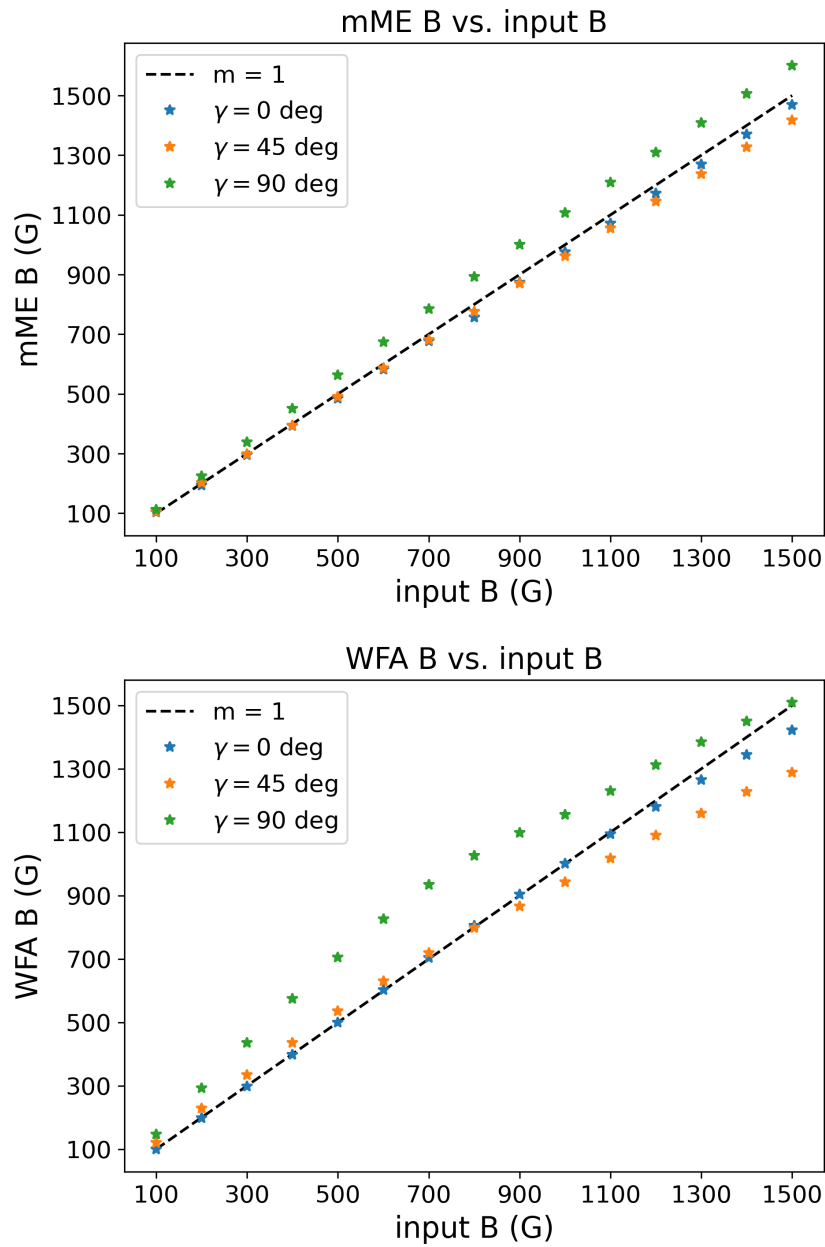 mME B vs. input B
m = 1
γ = 0 deg
γ = 45 deg
γ = 90 deg
mME B (G)
1500
1300
1100
900
700
500
300
100
100 300 500 700 900 1100 1300 1500
input B (G)
WFA B vs. input B
m = 1
γ = 0 deg
γ = 45 deg
γ = 90 deg
WFA B (G)
1500
1300
1100
900
700
500
300
100
100 300 500 700 900 1100 1300 1500
input B (G)